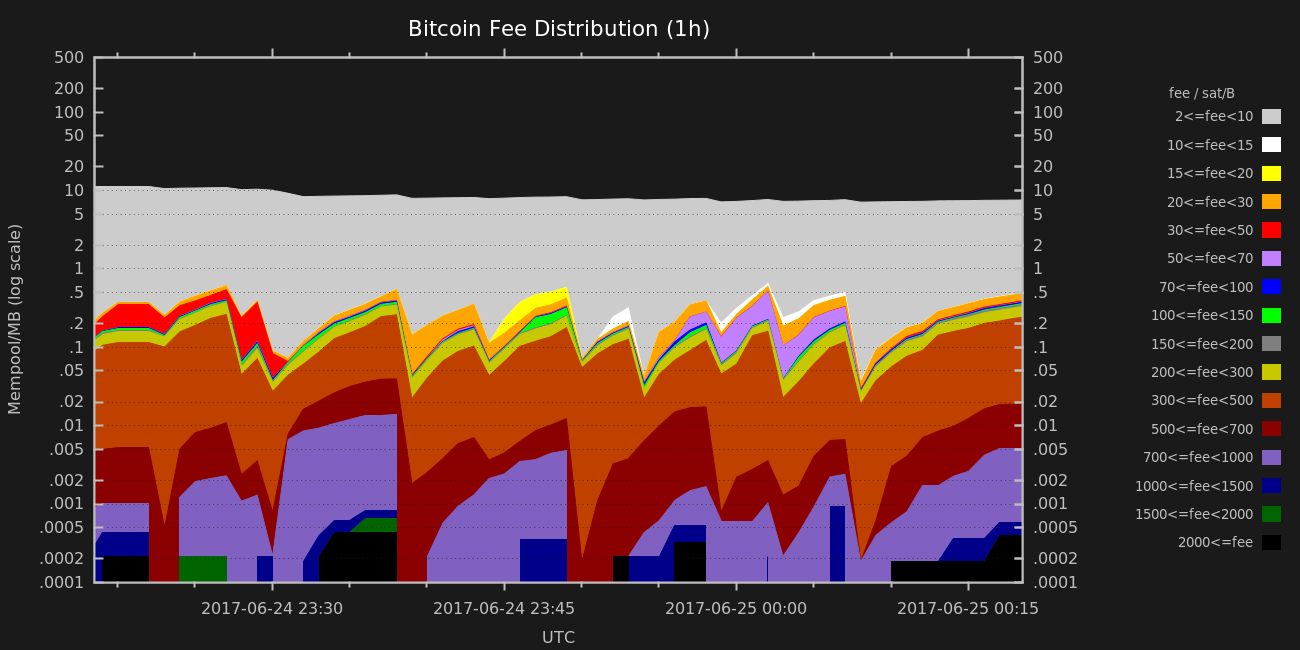 Bitcoin Fee Distribution (1h)
Mempool/MB (log scale)
500
200
100
50
20
10
5
2
1
.5
.2
.1
.05
.02
.01
.005
.002
.001
.0005
.0002
.0001
500
200
100
50
20
10
5
2
1
.5
.2
.1
.05
.02
.01
.005
.002
.001
.0005
.0002
.0001
fee / sat/B
2<=fee<10
10<=fee<15
15<=fee<20
20<=fee<30
30<=fee<50
50<=fee<70
70<=fee<100
100<=fee<150
150<=fee<200
200<=fee<300
300<=fee<500
500<=fee<700
700<=fee<1000
1000<=fee<1500
1500<=fee<2000
2000<=fee
2017-06-24 23:30
2017-06-24 23:45
2017-06-25 00:00
2017-06-25 00:15
UTC